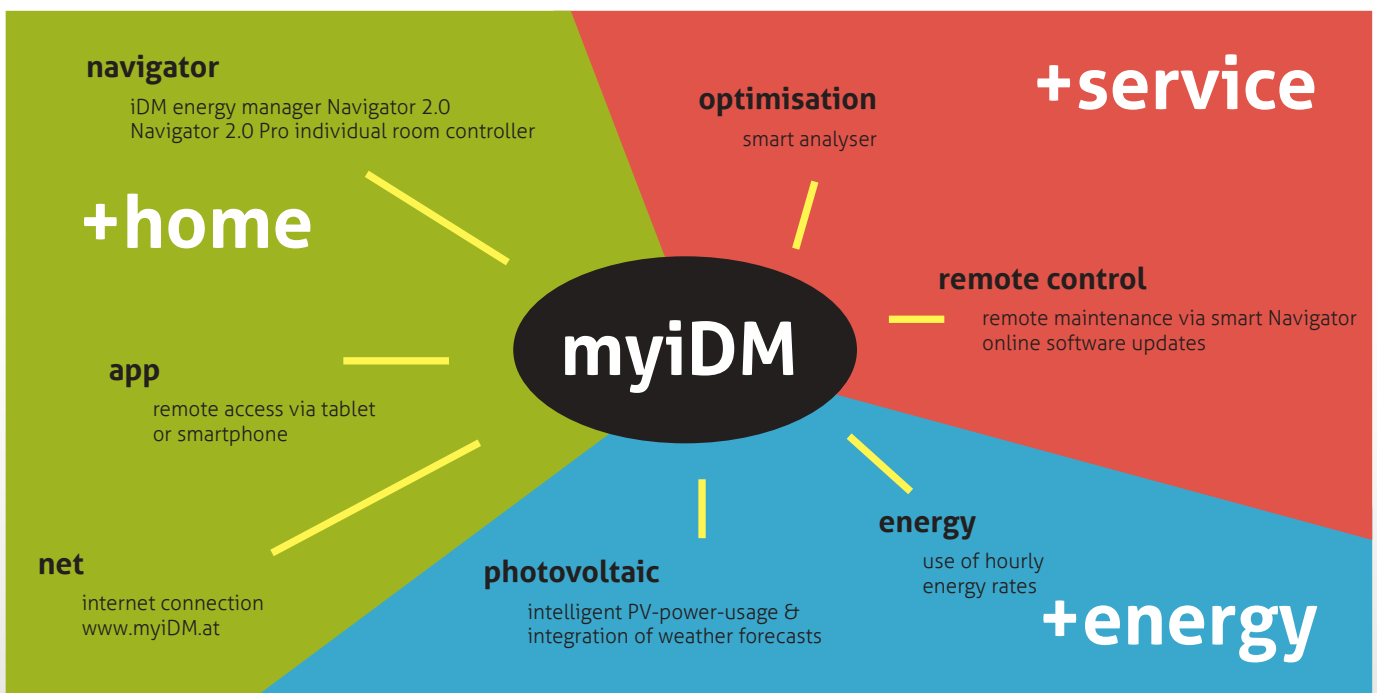 navigator
iDM energy manager Navigator 2.0
Navigator 2.0 Pro individual room controller
+home
app
remote access via tablet
or smartphone
net
internet connection
www.myiDM.at
myiDM
+service
optimisation
smart analyser
remote control
remote maintenance via smart Navigator
online software updates
photovoltaic
intelligent PV-power-usage &
integration of weather forecasts
energy
use of hourly
energy rates
+energy